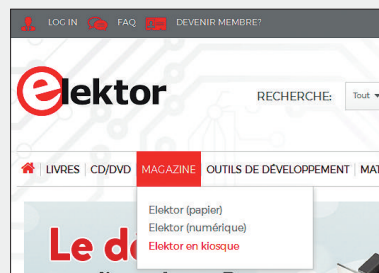 LOG IN FAQ DEVENIR MEMBRE?
elektor
RECHERCHE: Tout
LIVRES CD/DVD MAGAZINE OUTILS DE DÉVELOPPEMENT MAT
Elektor (papier)
Elektor (numérique)
Elektor en kiosque
Le d